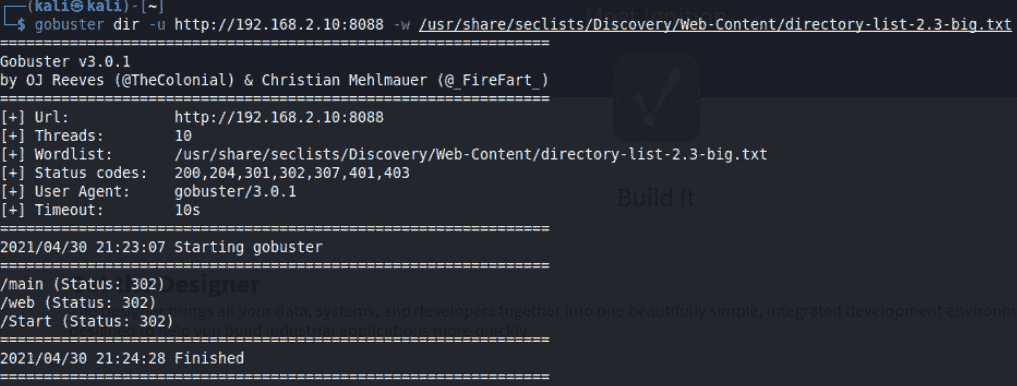 ┌──(kali㉿kali)-[~]
└─$ gobuster dir -u http://192.168.2.10:8088 -w /usr/share/seclists/Discovery/Web-Content/directory-list-2.3-big.txt
===============================================================
Gobuster v3.0.1
by OJ Reeves (@TheColonial) & Christian Mehlmauer (@_FireFart_)
===============================================================
[+] Url:            http://192.168.2.10:8088
[+] Threads:        10
[+] Wordlist:       /usr/share/seclists/Discovery/Web-Content/directory-list-2.3-big.txt
[+] Status codes:   200,204,301,302,307,401,403
[+] User Agent:     gobuster/3.0.1
[+] Timeout:        10s
Build It
===============================================================
2021/04/30 21:23:07 Starting gobuster
===============================================================
/main (Status: 302)
Designer
/web (Status: 302)
brings all your data, systems, and developers together into one beautifully simple, integrated development environm
/Start (Status: 302)
to help you build industrial applications more quickly.
===============================================================
2021/04/30 21:24:28 Finished
===============================================================